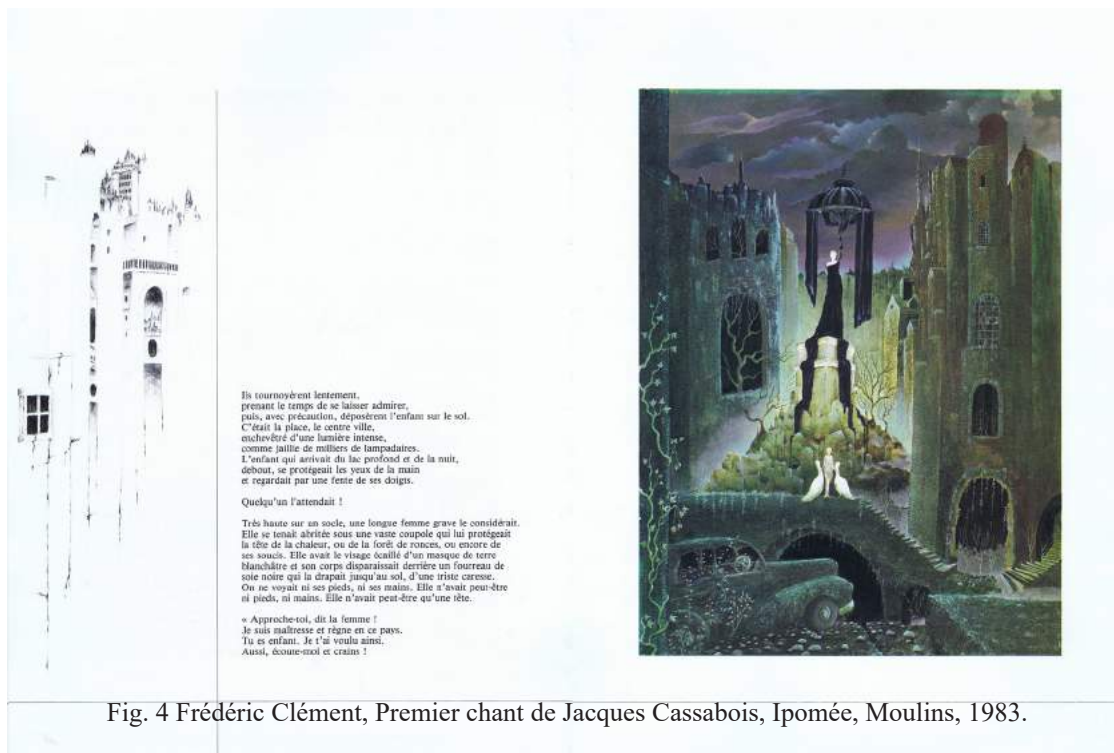 Ils tournoyèrent lentement,
prenant le temps de se laisser admirer,
puis, avec précaution, déposèrent l'enfant sur le sol.
C'était la place, le centre ville,
enchevêtré d'une lumière intense,
comme jaillie de milliers de lampadaires.
L'enfant qui arrivait du lac profond et de la nuit,
debout, se protégeait les yeux de la main
et regardait par une fente de ses doigts.
Quelqu'un l'attendait !
Très haute sur un socle, une longue femme grave le considérait.
Elle se tenait abritée sous une vaste coupole qui lui protégeait
la tête de la chaleur, ou de la forêt de ronces, ou encore de
ses soucis. Elle avait le visage écaillé d'un masque de terre
blanchâtre et son corps disparaissait derrière un fourreau de
soie noire qui la drapait jusqu'au sol, d'une triste caresse.
On ne voyait ni ses pieds, ni ses mains. Elle n'avait peut-être
ni pieds, ni mains. Elle n'avait peut-être qu'une tête.
« Approche-toi, dit la femme !
Je suis maîtresse et règne en ce pays.
Tu es enfant. Je t'ai voulu ainsi.
Aussi, écoute-moi et crains !
Fig. 4 Frédéric Clément, Premier chant de Jacques Cassabois, Ipomée, Moulins, 1983.